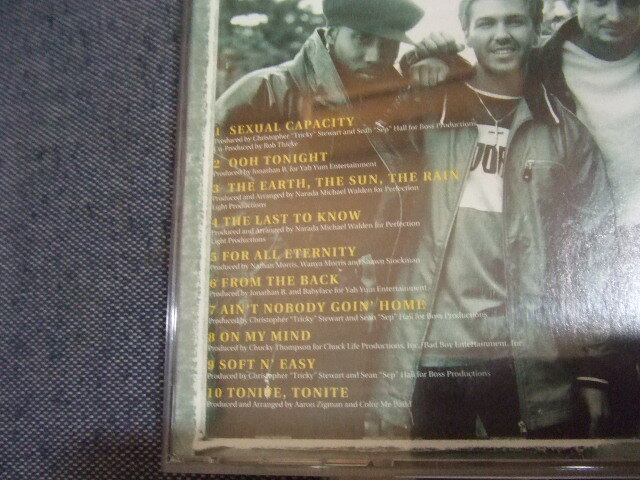 1 SEXUAL CAPACITY
Produced by Christopher "Tricky" Stewart and Sean "Sep" Hall for Boss Productions
Co-Produced by Rob Thicke
2 OOH TONIGHT
Produced by Jonathan B. for Yab Yum Entertainment
3 THE EARTH, THE SUN, THE RAIN
Produced and Arranged by Narada Michael Walden for Perfection
Light Productions
4 THE LAST TO KNOW
Produced and Arranged by Narada Michael Walden for Perfection
Light Productions
5 FOR ALL ETERNITY
Produced by Nathan Morris, Wanya Morris and Shawn Stockman
6 FROM THE BACK
Produced by Jonathan B. and Babyface for Yab Yum Entertainment
7 AIN'T NOBODY GOIN' HOME
Produced by Christopher "Tricky" Stewart and Sean "Sep" Hall for Boss Productions
8 ON MY MIND
Produced by Chucky Thompson for Chuck Life Productions, Inc./Bad Boy Entertainment, Inc.
9 SOFT N' EASY
Produced by Christopher "Tricky" Stewart and Sean "Sep" Hall for Boss Productions
10 TONITE, TONITE
Produced and Arranged by Aaron Zigman and Color Me Badd